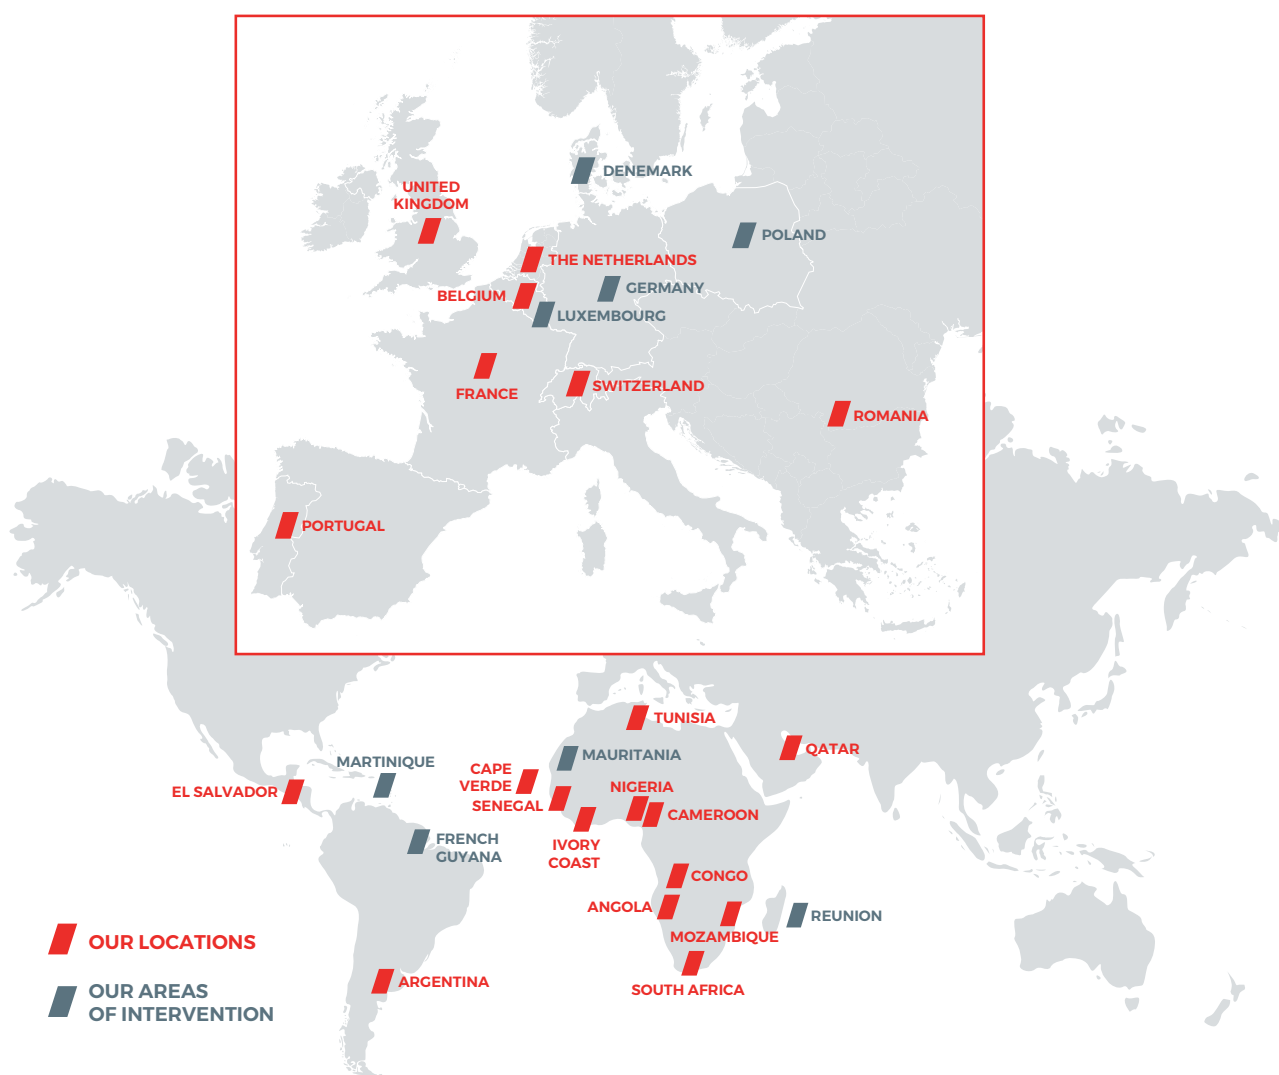 DENEMARK
UNITED
KINGDOM
POLAND
THE NETHERLANDS
GERMANY
BELGIUM
LUXEMBOURG
FRANCE
SWITZERLAND
ROMANIA
PORTUGAL
TUNISIA
QATAR
MAURITANIA
MARTINIQUE
CAPE
VERDE
EL SALVADOR
NIGERIA
SENEGAL
CAMEROON
FRENCH
GUYANA
IVORY
COAST
CONGO
ANGOLA
REUNION
MOZAMBIQUE
OUR LOCATIONS
ARGENTINA
SOUTH AFRICA
OUR AREAS
OF INTERVENTION